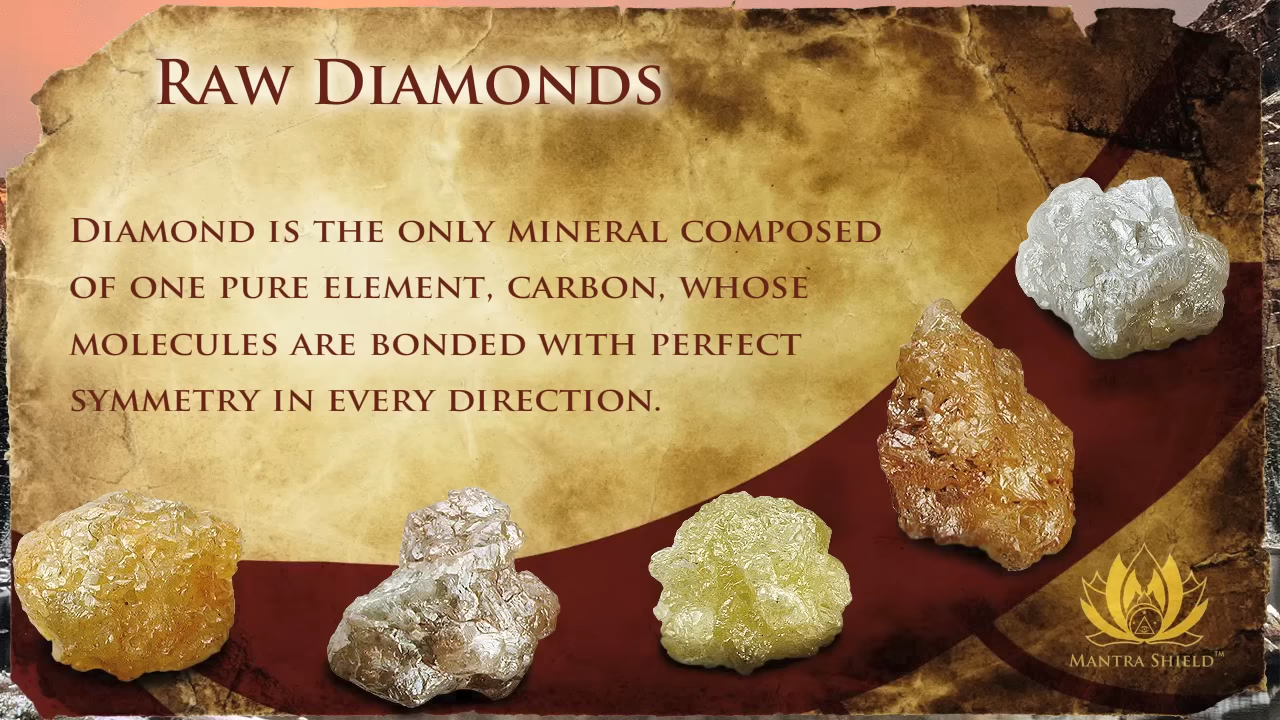 Raw Diamonds
Diamond is the only mineral composed
of one pure element, carbon, whose
molecules are bonded with perfect
symmetry in every direction.
Mantra Shield™